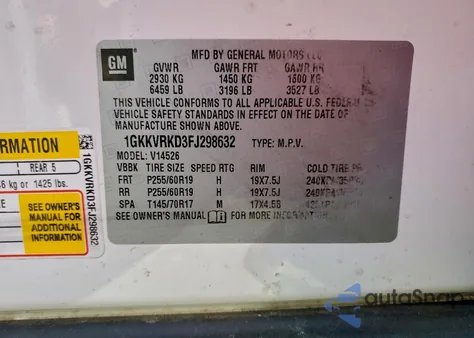 GM
MFD BY GENERAL MOTORS LLC
GVWR GAWR FRT GAWR RR
2930 KG 1450 KG 1600 KG
6459 LB 3196 LB 3527 LB
THIS VEHICLE CONFORMS TO ALL APPLICABLE U.S. FEDERAL
VEHICLE SAFETY STANDARDS IN EFFECT ON THE DATE OF
MANUFACTURE SHOWN ABOVE.
1GKKVRKD3FJ298632 TYPE: M.P.V.
MODEL: V14526
VBBK TIRE SIZE SPEED RTG RIM COLD TIRE
FRT P255/60R19 H 19X7.5J
RR P255/60R19 H 19X7.5J
SPA T145/70R17 M 17X4.5B
SEE OWNER'S MANUAL FOR MORE INFORMATION
FORMATION
REAR 5
kg or 1425 lbs.
SEE OWNER'S
MANUAL FOR
ADDITIONAL
INFORMATION
1GKKVRKD3FJ298632
autoSnap